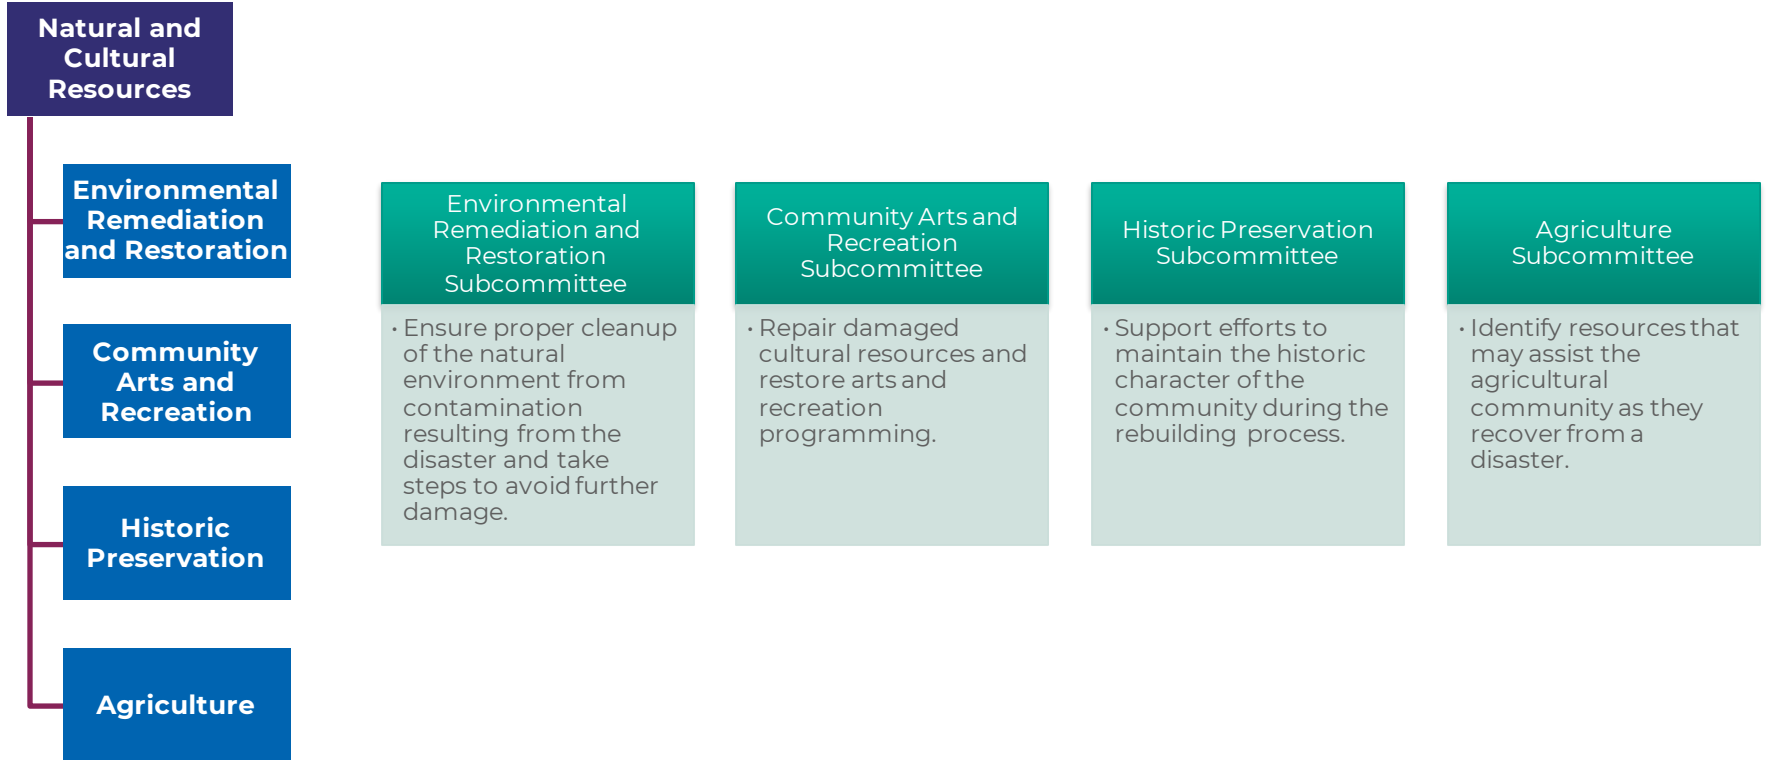 Natural and
Cultural
Resources
Environmental
Remediation
and Restoration
Community
Arts and
Recreation
Historic
Preservation
Agriculture
Environmental
Remediation and
Restoration
Subcommittee
· Ensure proper cleanup
of the natural
environment from
contamination
resulting from the
disaster and take
steps to avoid further
damage.
Community Arts and
Recreation
Subcommittee
· Repair damaged
cultural resources and
restore arts and
recreation
programming.
Historic Preservation
Subcommittee
· Support efforts to
maintain the historic
character of the
community during the
rebuilding process.
Agriculture
Subcommittee
· Identify resources that
may assist the
agricultural
community as they
recover from a
disaster.